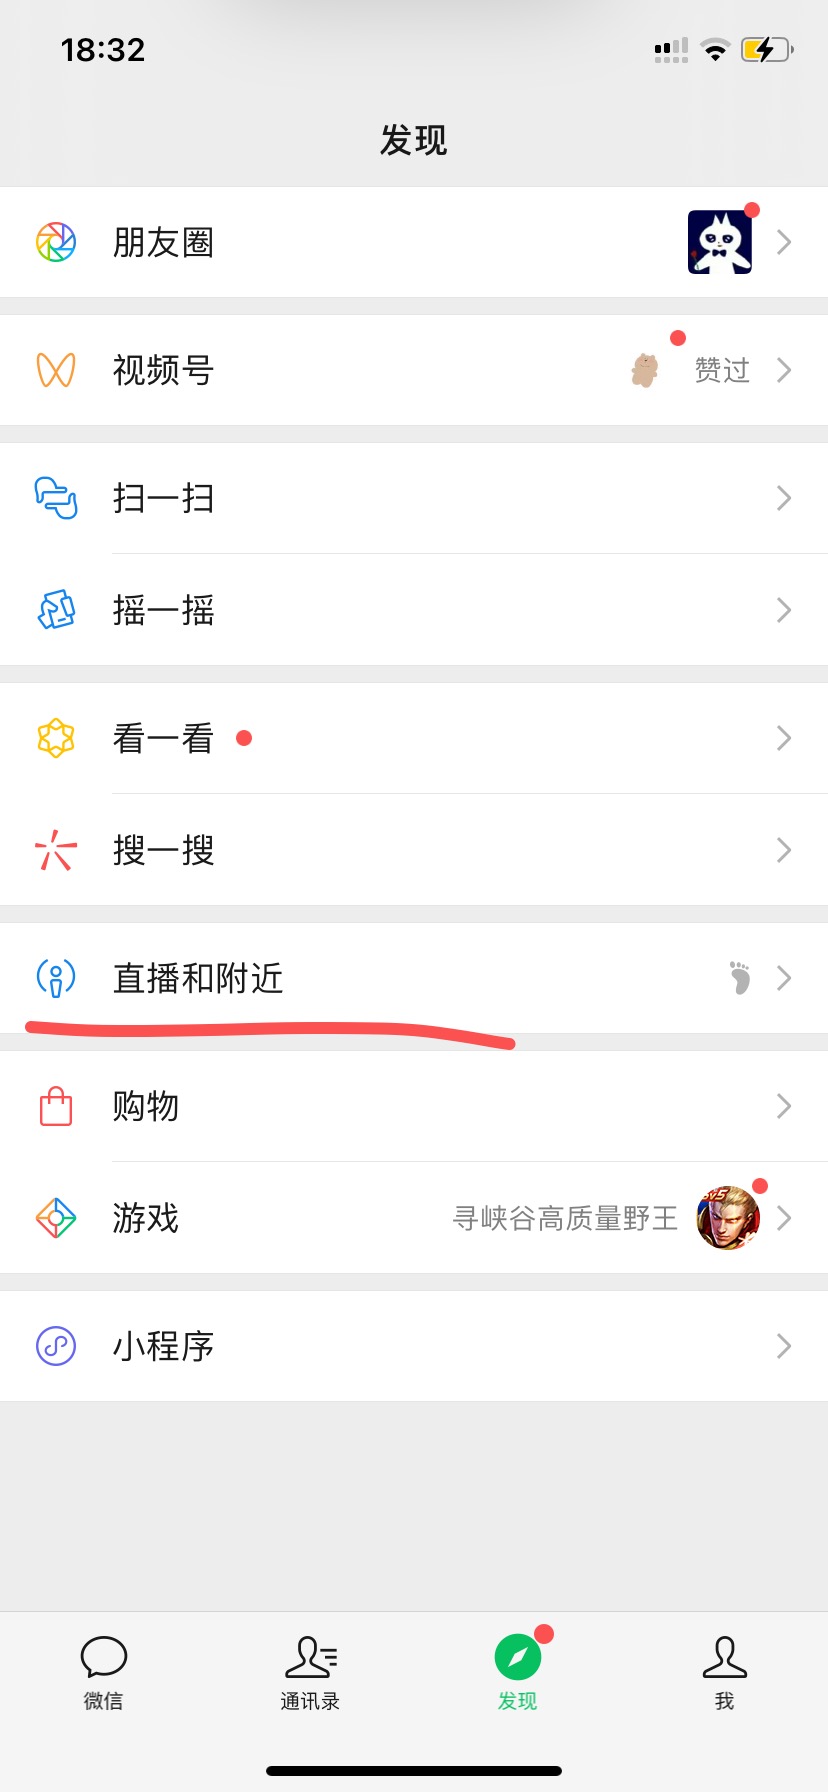 18:32
发现
朋友圈
视频号 赞过
扫一扫
摇一摇
看一看
搜一搜
直播和附近
购物
游戏 寻峡谷高质量野王
5V5
小程序
微信 通讯录 发现 我